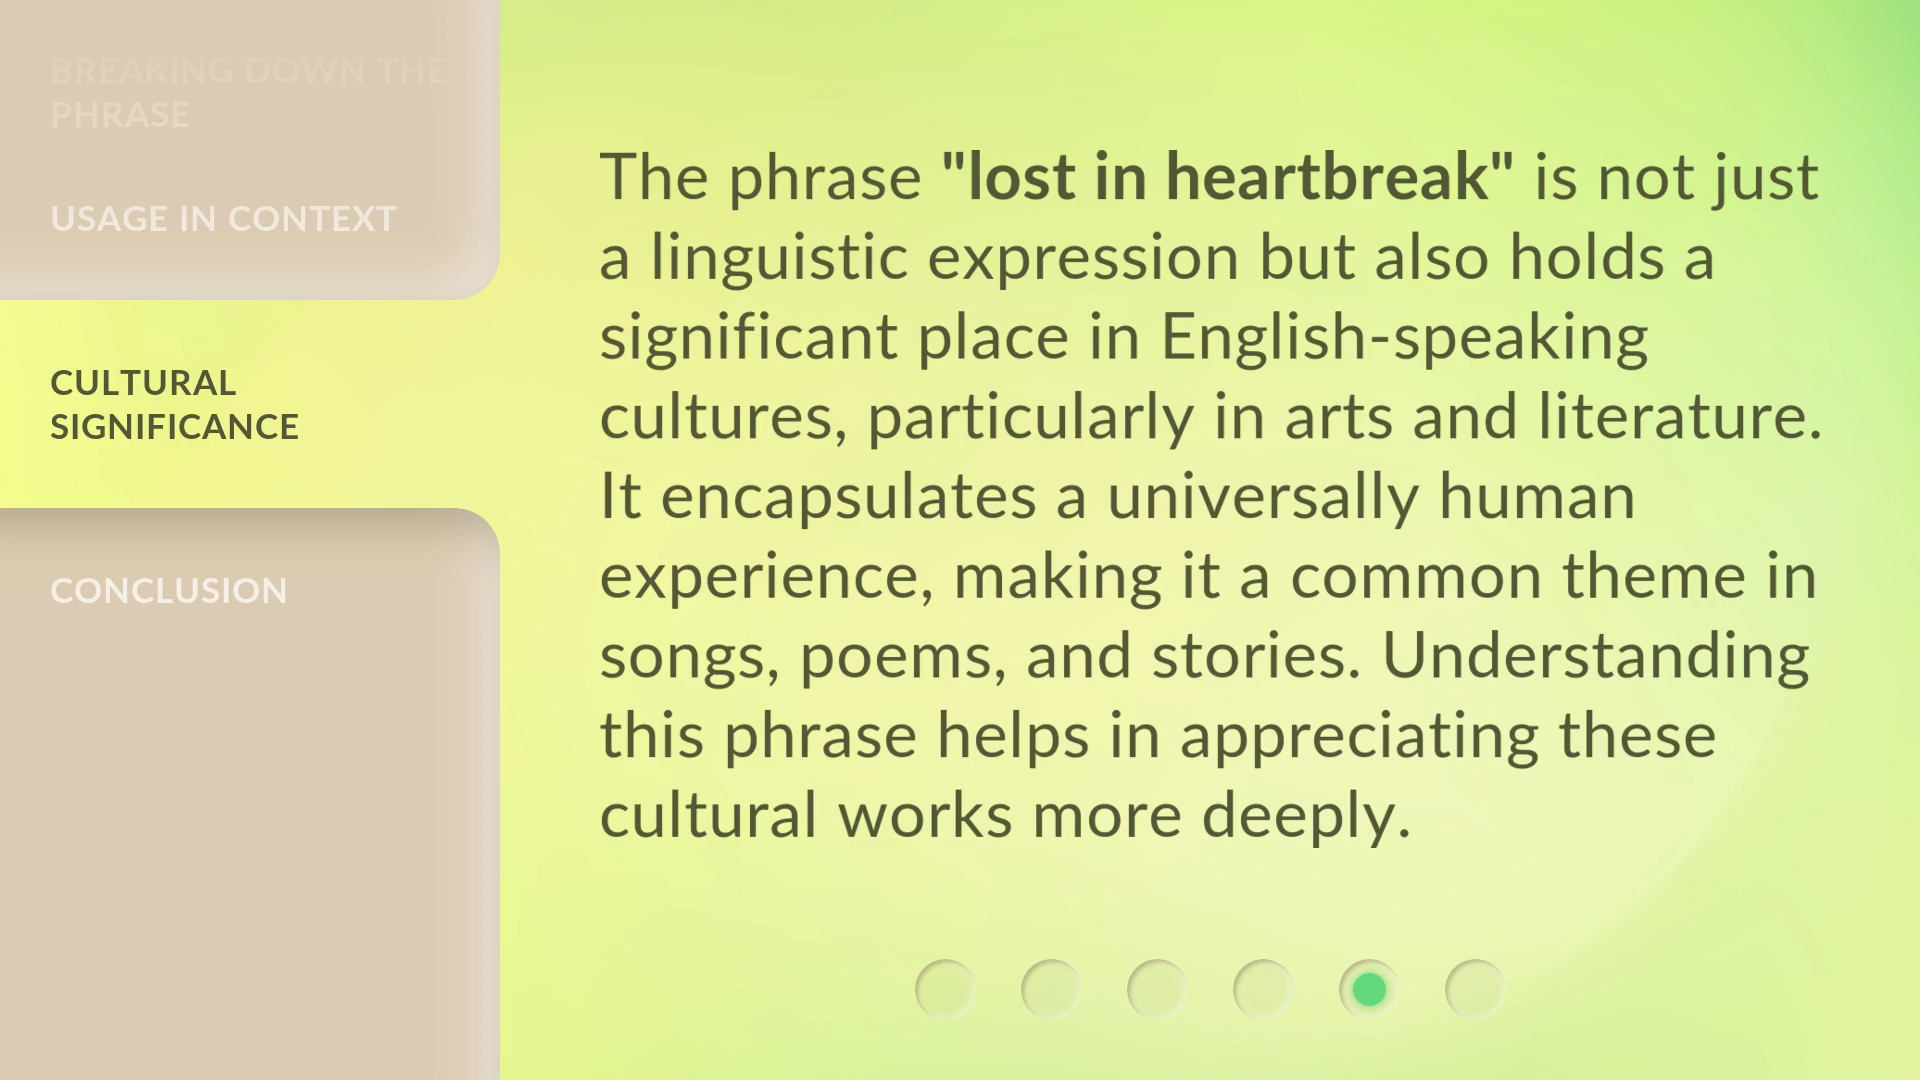 BREAKING DOWN THE
PHRASE
USAGE IN CONTEXT
CULTURAL
SIGNIFICANCE
CONCLUSION
The phrase "lost in heartbreak" is not just
a linguistic expression but also holds a
significant place in English-speaking
cultures, particularly in arts and literature.
It encapsulates a universally human
experience, making it a common theme in
songs, poems, and stories. Understanding
this phrase helps in appreciating these
cultural works more deeply.